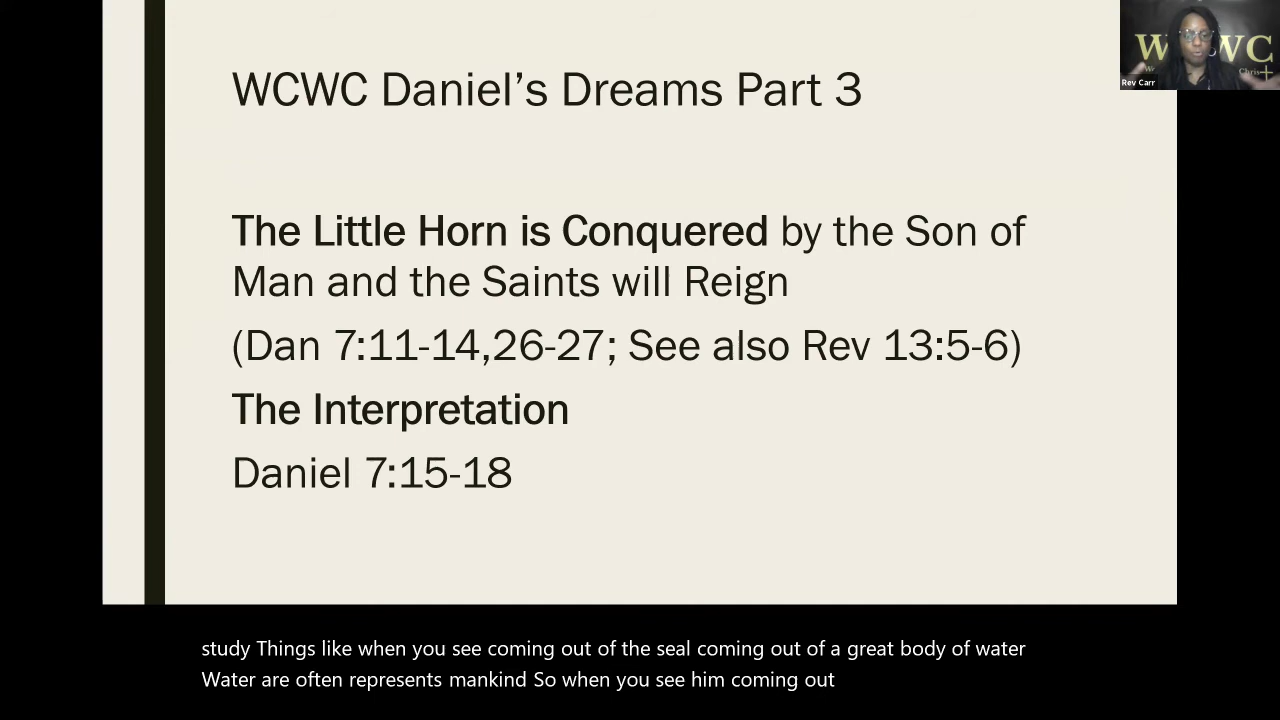 WCWC Daniel’s Dreams Part 3
The Little Horn is Conquered by the Son of
Man and the Saints will Reign
(Dan 7:11-14,26-27; See also Rev 13:5-6)
The Interpretation
Daniel 7:15-18
Rev Carr
study Things like when you see coming out of the seal coming out of a great body of water
Water are often represents mankind So when you see him coming out